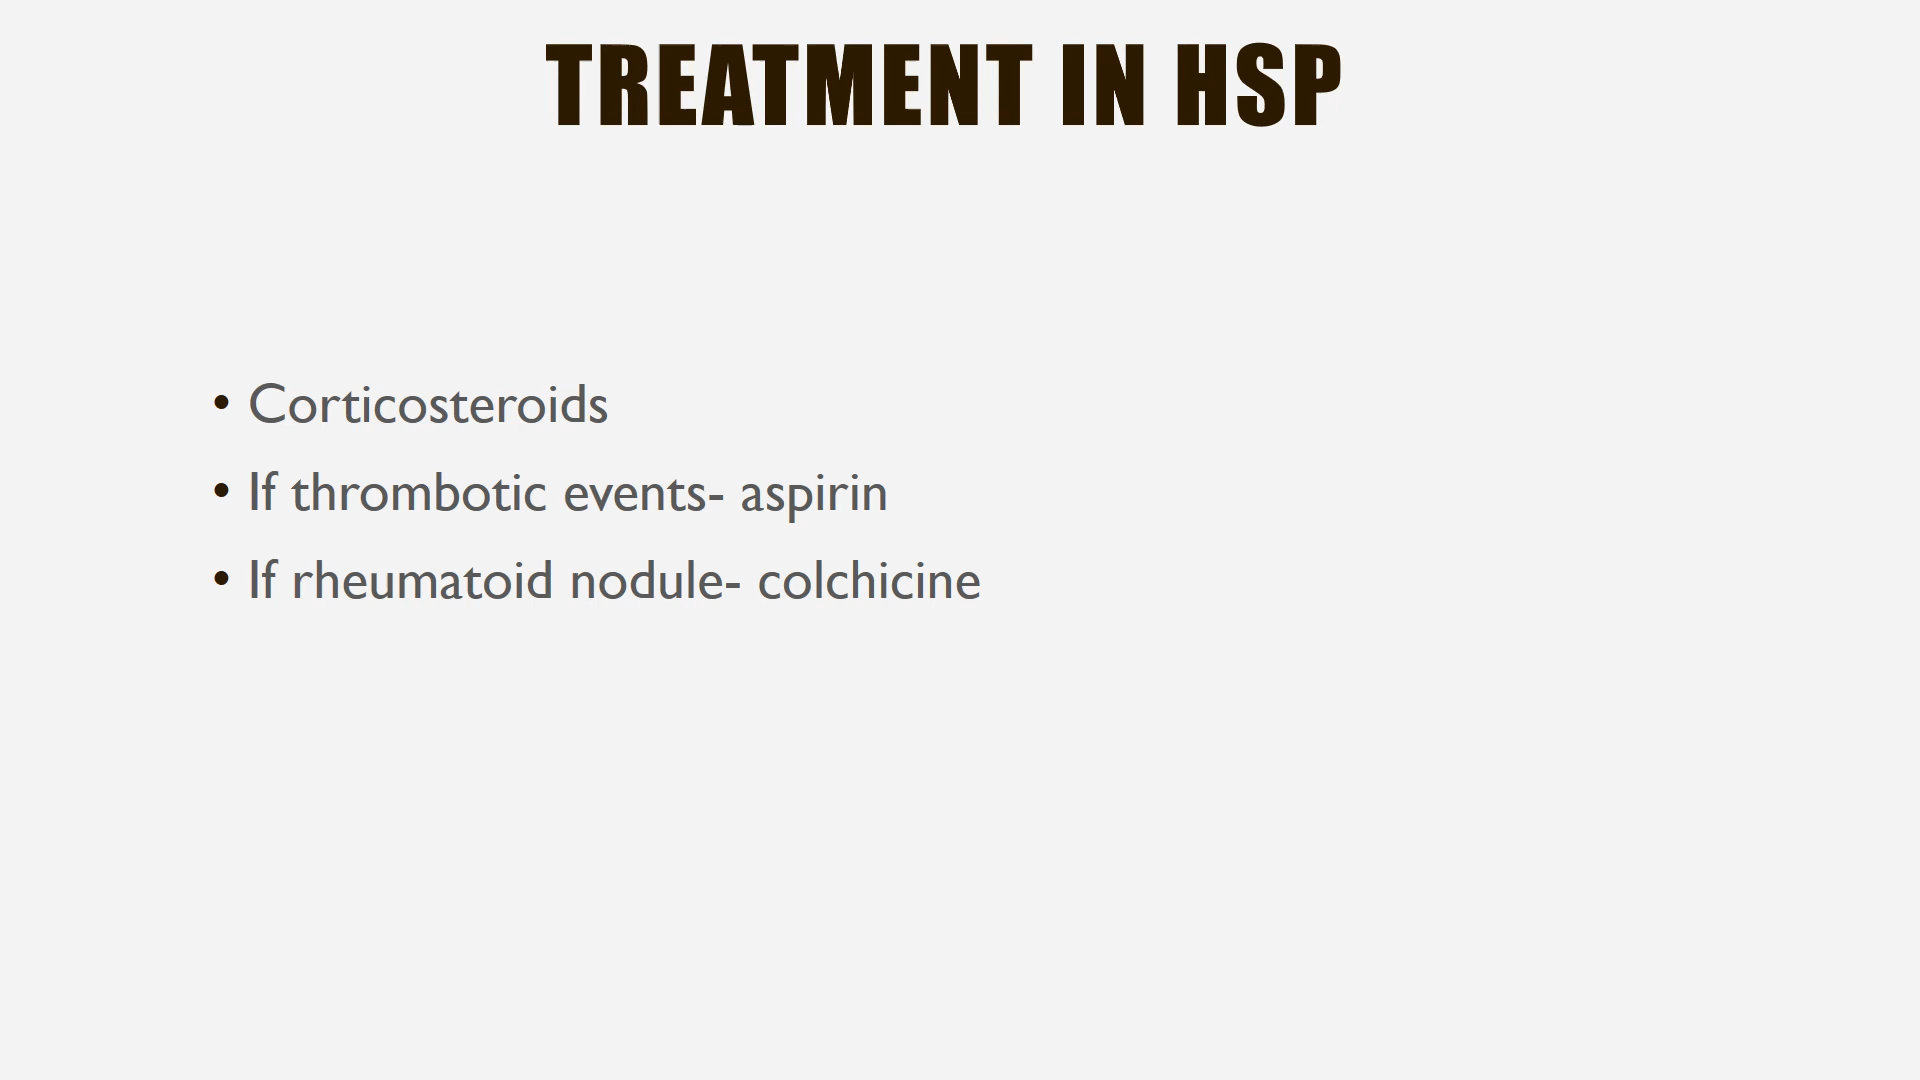 TREATMENT IN HSP
• Corticosteroids
• If thrombotic events- aspirin
• If rheumatoid nodule- colchicine